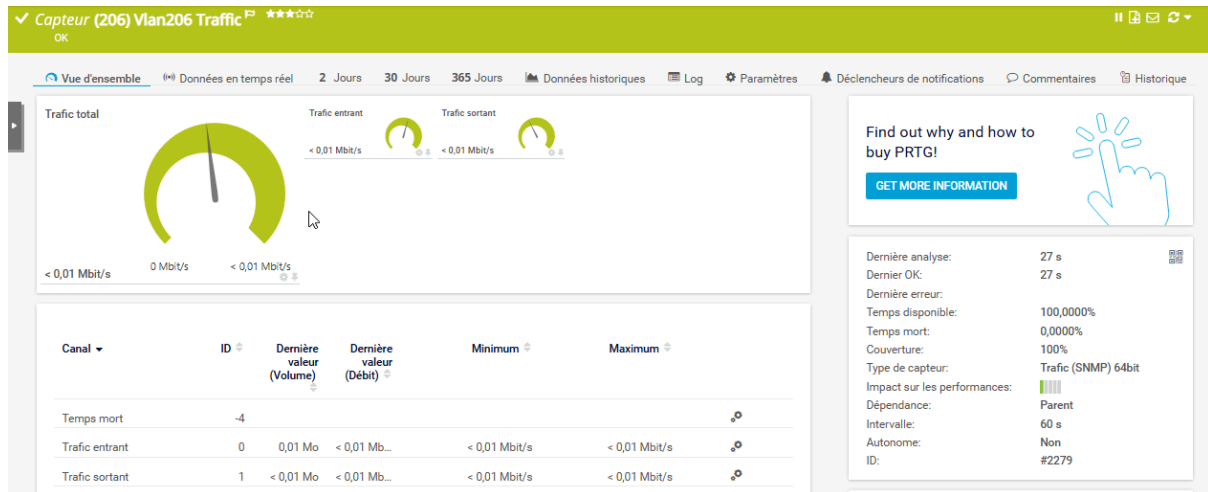 Capteur (206) Vlan206 Traffic
OK
Vue d'ensemble Données en temps réel 2 Jours 30 Jours 365 Jours Données historiques Log Paramètres Déclencheurs de notifications Commentaires Historique
Trafic total
Trafic entrant
Trafic sortant
< 0,01 Mbit/s
< 0,01 Mbit/s
0 Mbit/s
< 0,01 Mbit/s
< 0,01 Mbit/s
Find out why and how to
buy PRTG!
GET MORE INFORMATION
Dernière analyse: 27 s
Dernier OK: 27 s
Dernière erreur:
Temps disponible: 100,0000%
Temps mort: 0,0000%
Couverture: 100%
Type de capteur: Trafic (SNMP) 64bit
Impact sur les performances:
Dépendance: Parent
Intervalle: 60 s
Autonome: Non
ID: #2279
Canal ID Dernière valeur (Volume) Dernière valeur (Débit) Minimum Maximum
Temps mort -4
Trafic entrant 0 0,01 Mo < 0,01 Mb... < 0,01 Mbit/s < 0,01 Mbit/s
Trafic sortant 1 < 0,01 Mo < 0,01 Mb... < 0,01 Mbit/s < 0,01 Mbit/s